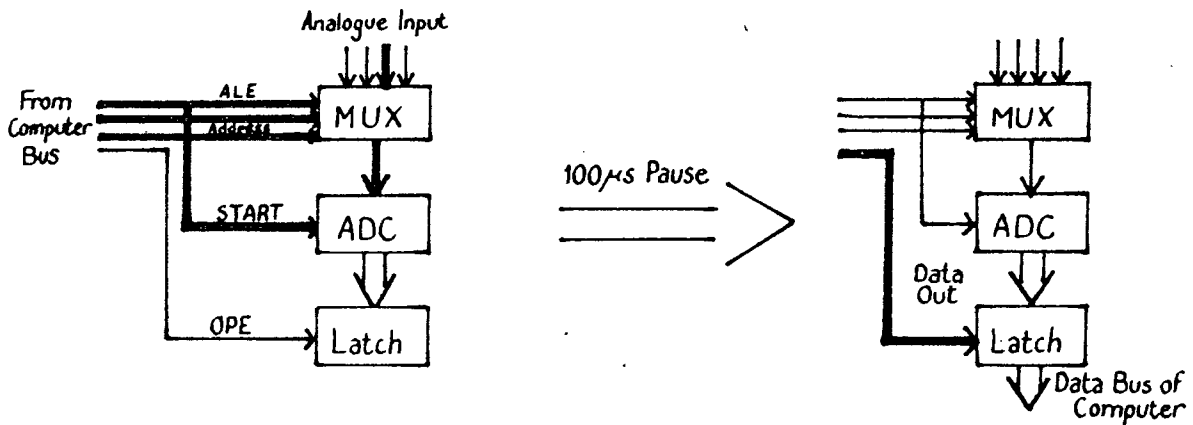 Analogue Input
From
Computer
Bus
ALE
Address
MUX
START
ADC
OPE
Latch
100μs Pause
MUX
ADC
Data
Out
Latch
Data Bus of
Computer